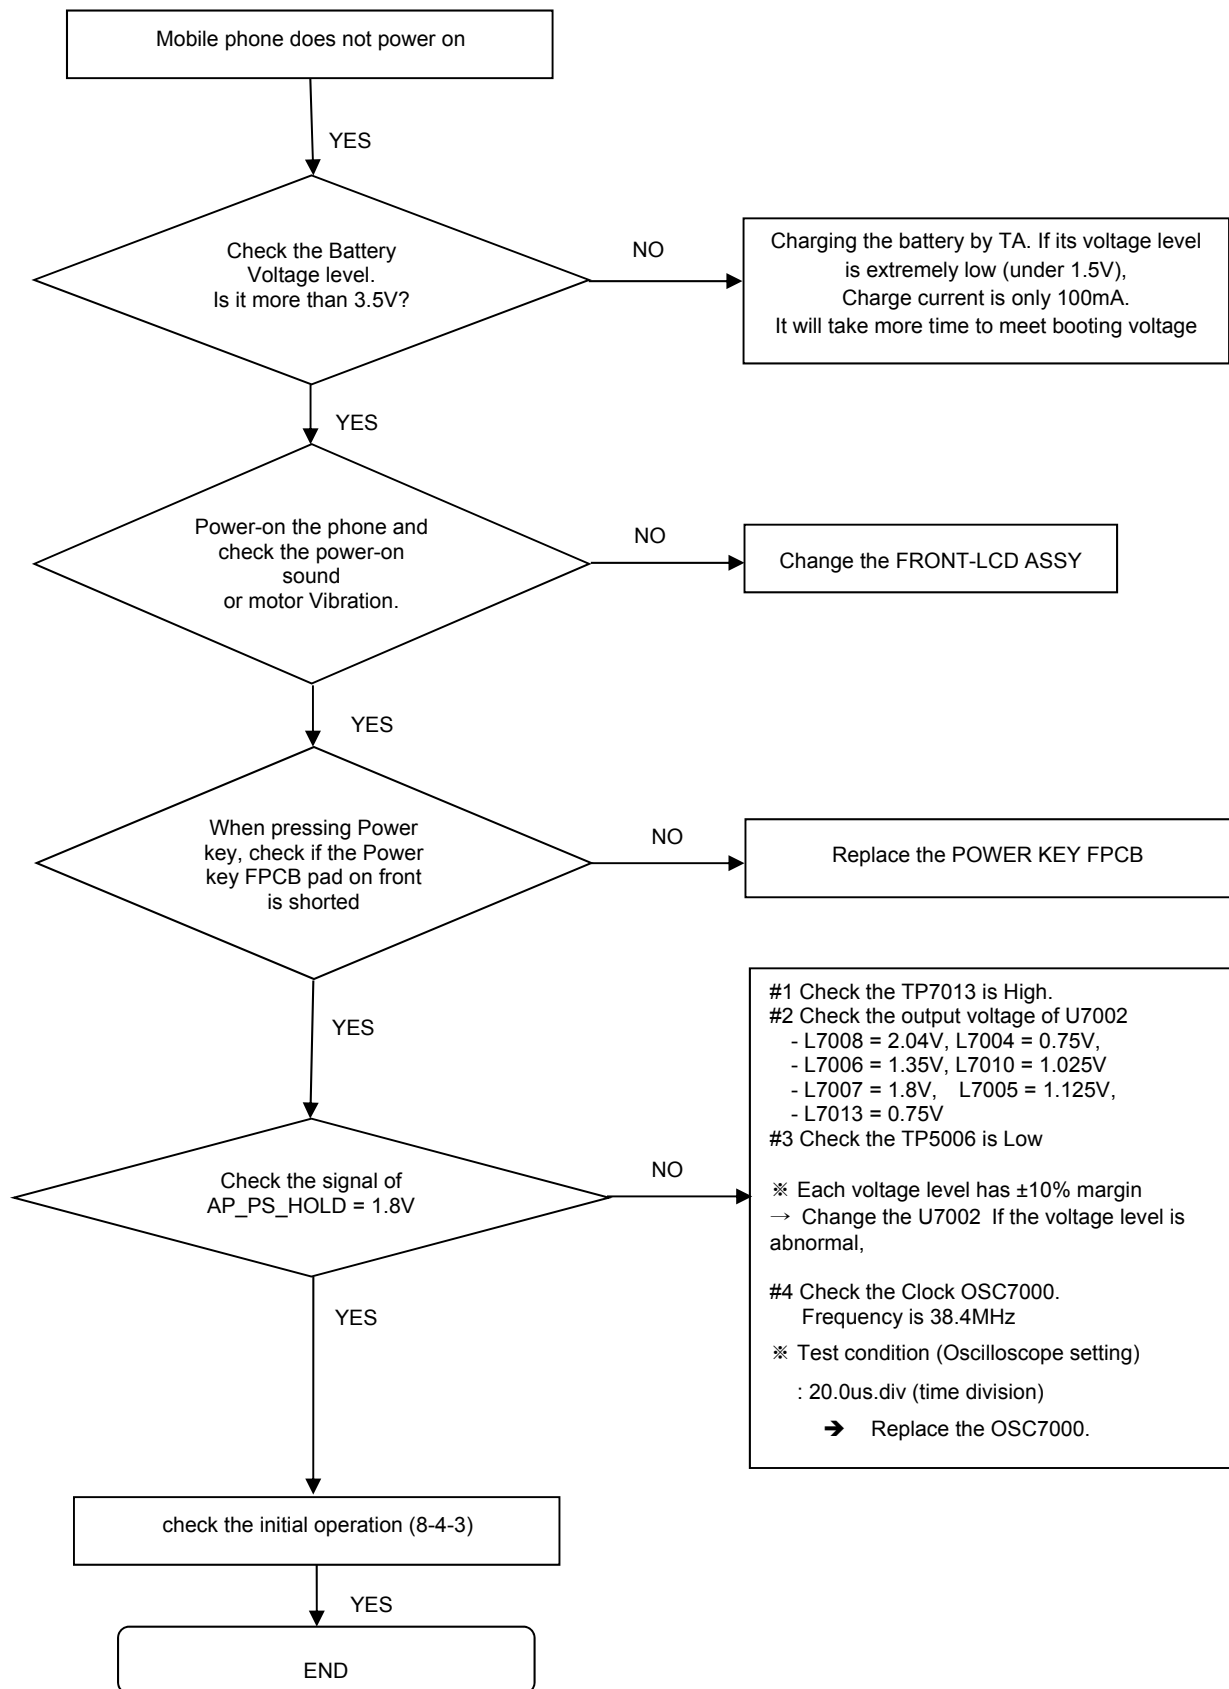 Mobile phone does not power on
YES
Check the Battery
Voltage level.
Is it more than 3.5V?
NO
Charging the battery by TA. If its voltage level
is extremely low (under 1.5V),
Charge current is only 100mA.
It will take more time to meet booting voltage
YES
Power-on the phone and
check the power-on
sound
or motor Vibration.
NO
Change the FRONT-LCD ASSY
YES
When pressing Power
key, check if the Power
key FPCB pad on front
is shorted
NO
Replace the POWER KEY FPCB
YES
Check the signal of
AP_PS_HOLD = 1.8V
NO
#1 Check the TP7013 is High.
#2 Check the output voltage of U7002
- L7008 = 2.04V, L7004 = 0.75V,
- L7006 = 1.35V, L7010 = 1.025V
- L7007 = 1.8V, L7005 = 1.125V,
- L7013 = 0.75V
#3 Check the TP5006 is Low
※ Each voltage level has ±10% margin
→ Change the U7002 If the voltage level is
abnormal,
#4 Check the Clock OSC7000.
Frequency is 38.4MHz
※ Test condition (Oscilloscope setting)
: 20.0us.div (time division)
➔ Replace the OSC7000.
YES
check the initial operation (8-4-3)
YES
END